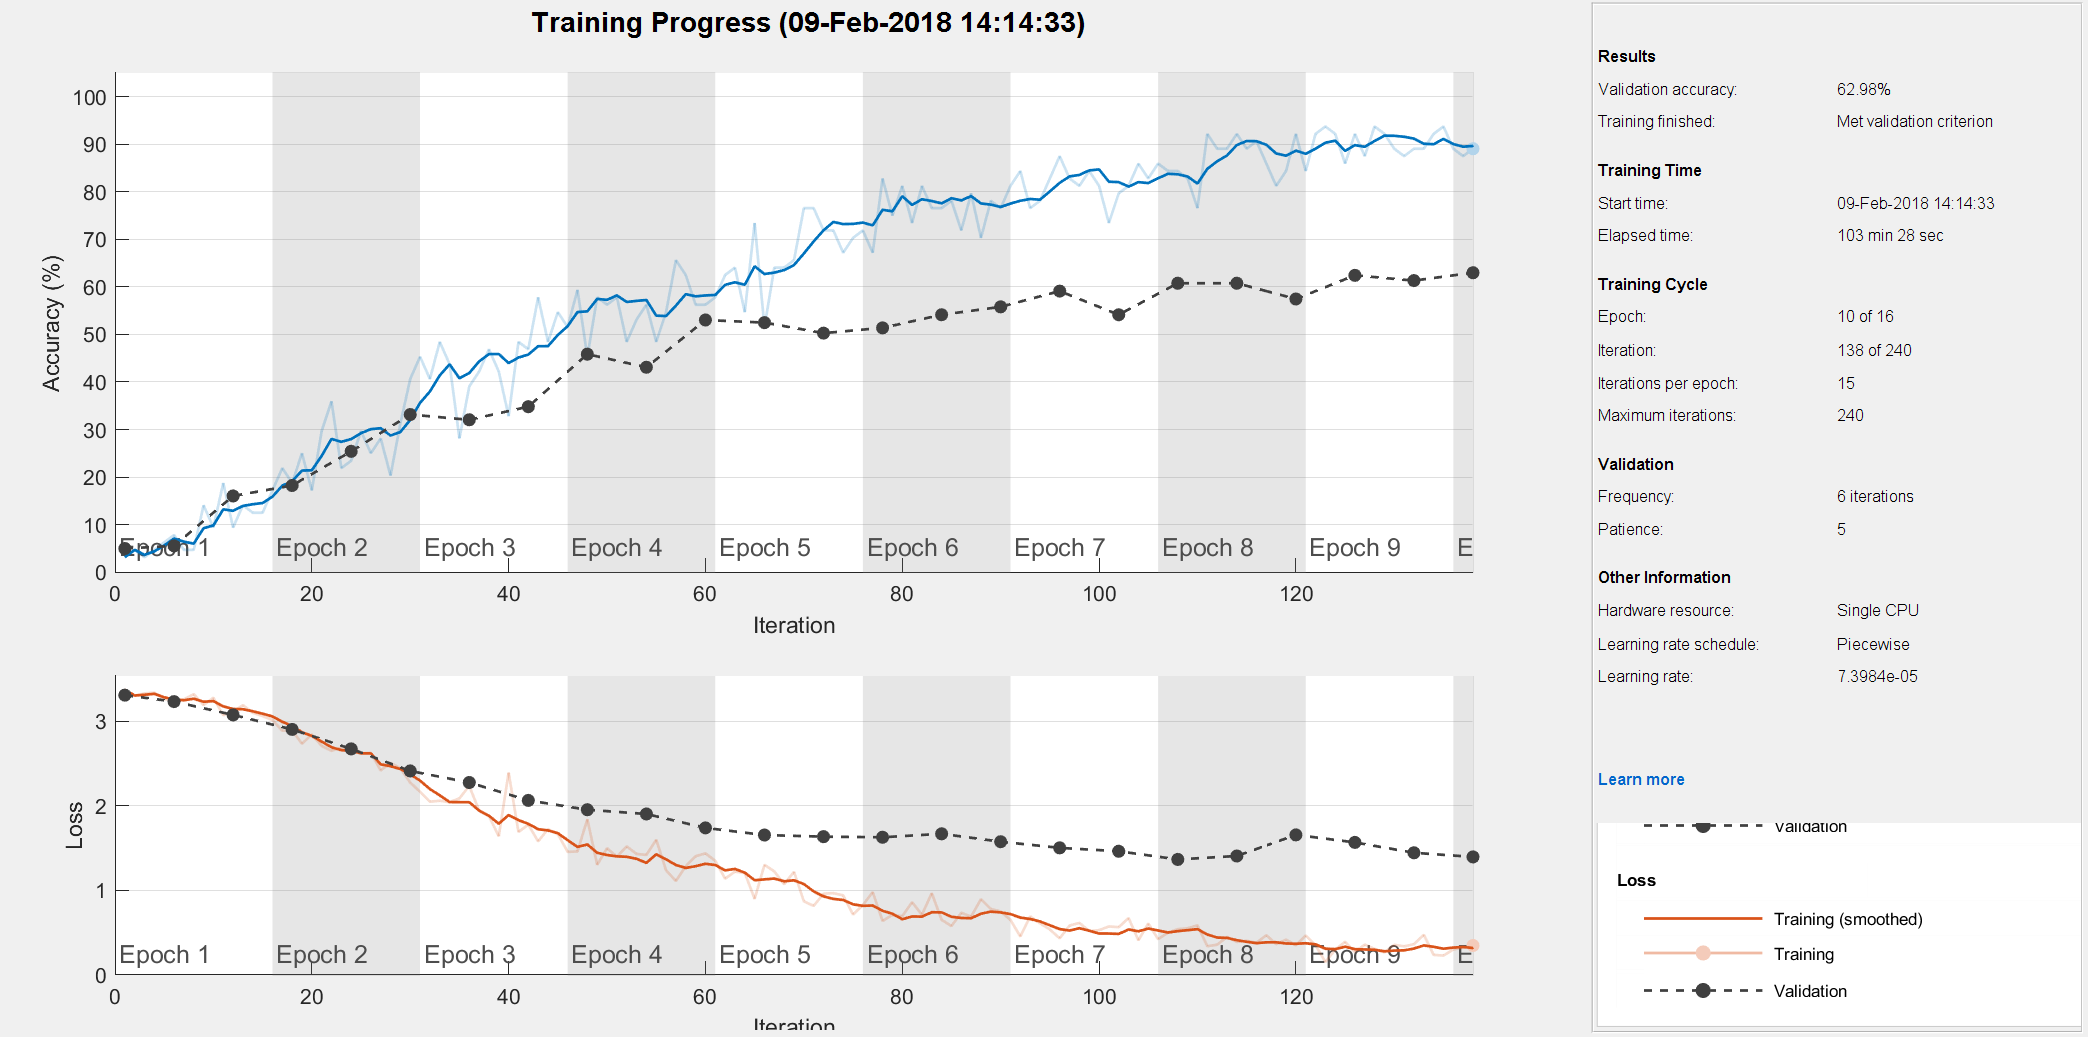 Training Progress (09-Feb-2018 14:14:33)
Accuracy (%)
100
90
80
70
60
50
40
30
20
10
0
Epoch 1
Epoch 2
Epoch 3
Epoch 4
Epoch 5
Epoch 6
Epoch 7
Epoch 8
Epoch 9
E
0
20
40
60
80
100
120
Iteration
Loss
3
2
1
0
Epoch 1
Epoch 2
Epoch 3
Epoch 4
Epoch 5
Epoch 6
Epoch 7
Epoch 8
Epoch 9
E
0
20
40
60
80
100
120
Iteration
Results
Validation accuracy: 62.98%
Training finished: Met validation criterion
Training Time
Start time: 09-Feb-2018 14:14:33
Elapsed time: 103 min 28 sec
Training Cycle
Epoch: 10 of 16
Iteration: 138 of 240
Iterations per epoch: 15
Maximum iterations: 240
Validation
Frequency: 6 iterations
Patience: 5
Other Information
Hardware resource: Single CPU
Learning rate schedule: Piecewise
Learning rate: 7.3984e-05
Learn more
Validation
Loss
Training (smoothed)
Training
Validation